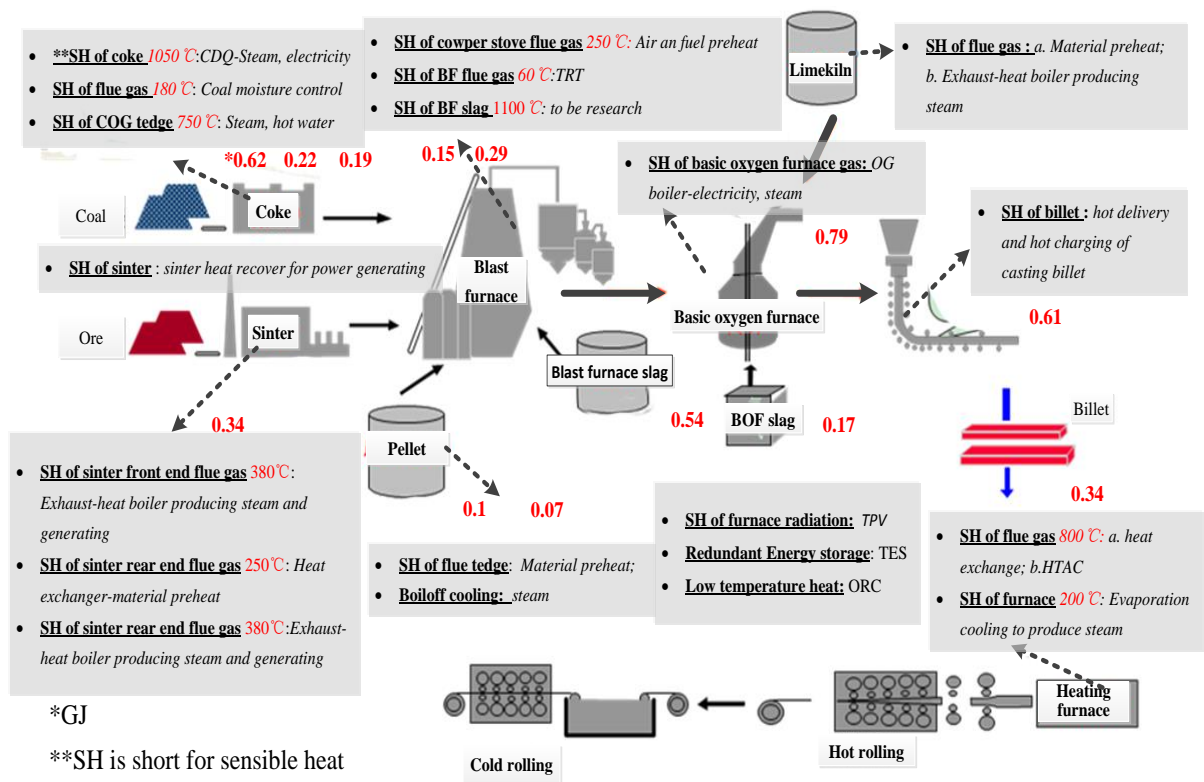 **SH of coke 1050℃:CDQ-Steam, electricity
SH of flue gas 180℃: Coal moisture control
SH of COG tedge 750℃: Steam, hot water
SH of cowper stove flue gas 250℃: Air an fuel preheat
SH of BF flue gas 60℃:TRT
SH of BF slag 1100℃: to be research
Limekiln
SH of flue gas : a. Material preheat;
b. Exhaust-heat boiler producing
steam
*0.62 0.22 0.19
0.15 0.29
SH of basic oxygen furnace gas: OG
boiler-electricity, steam
0.79
SH of billet : hot delivery
and hot charging of
casting billet
0.61
Coal
Coke
SH of sinter : sinter heat recover for power generating
Blast
furnace
Basic oxygen furnace
Ore
Sinter
Blast furnace slag
0.34
Pellet
0.54
BOF slag
0.17
Billet
0.34
0.1 0.07
SH of sinter front end flue gas 380℃:
Exhaust-heat boiler producing steam and
generating
SH of sinter rear end flue gas 250℃: Heat
exchanger-material preheat
SH of sinter rear end flue gas 380℃:Exhaust-
heat boiler producing steam and generating
SH of flue tedge: Material preheat;
Boiloff cooling: steam
SH of furnace radiation: TPV
Redundant Energy storage: TES
Low temperature heat: ORC
SH of flue gas 800℃: a. heat
exchange; b.HTAC
SH of furnace 200℃: Evaporation
cooling to produce steam
Heating
furnace
Hot rolling
Cold rolling
*GJ
**SH is short for sensible heat